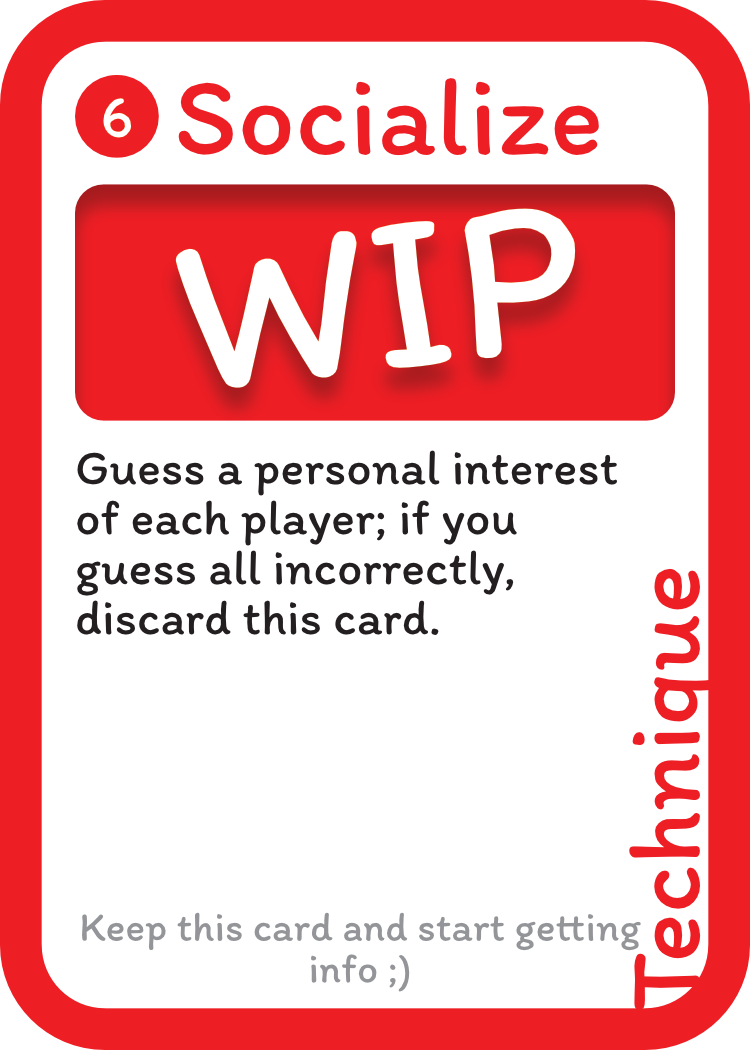 6 Socialize
WIP
Guess a personal interest
of each player; if you
guess all incorrectly,
discard this card.
Technique
Keep this card and start getting
info ;)